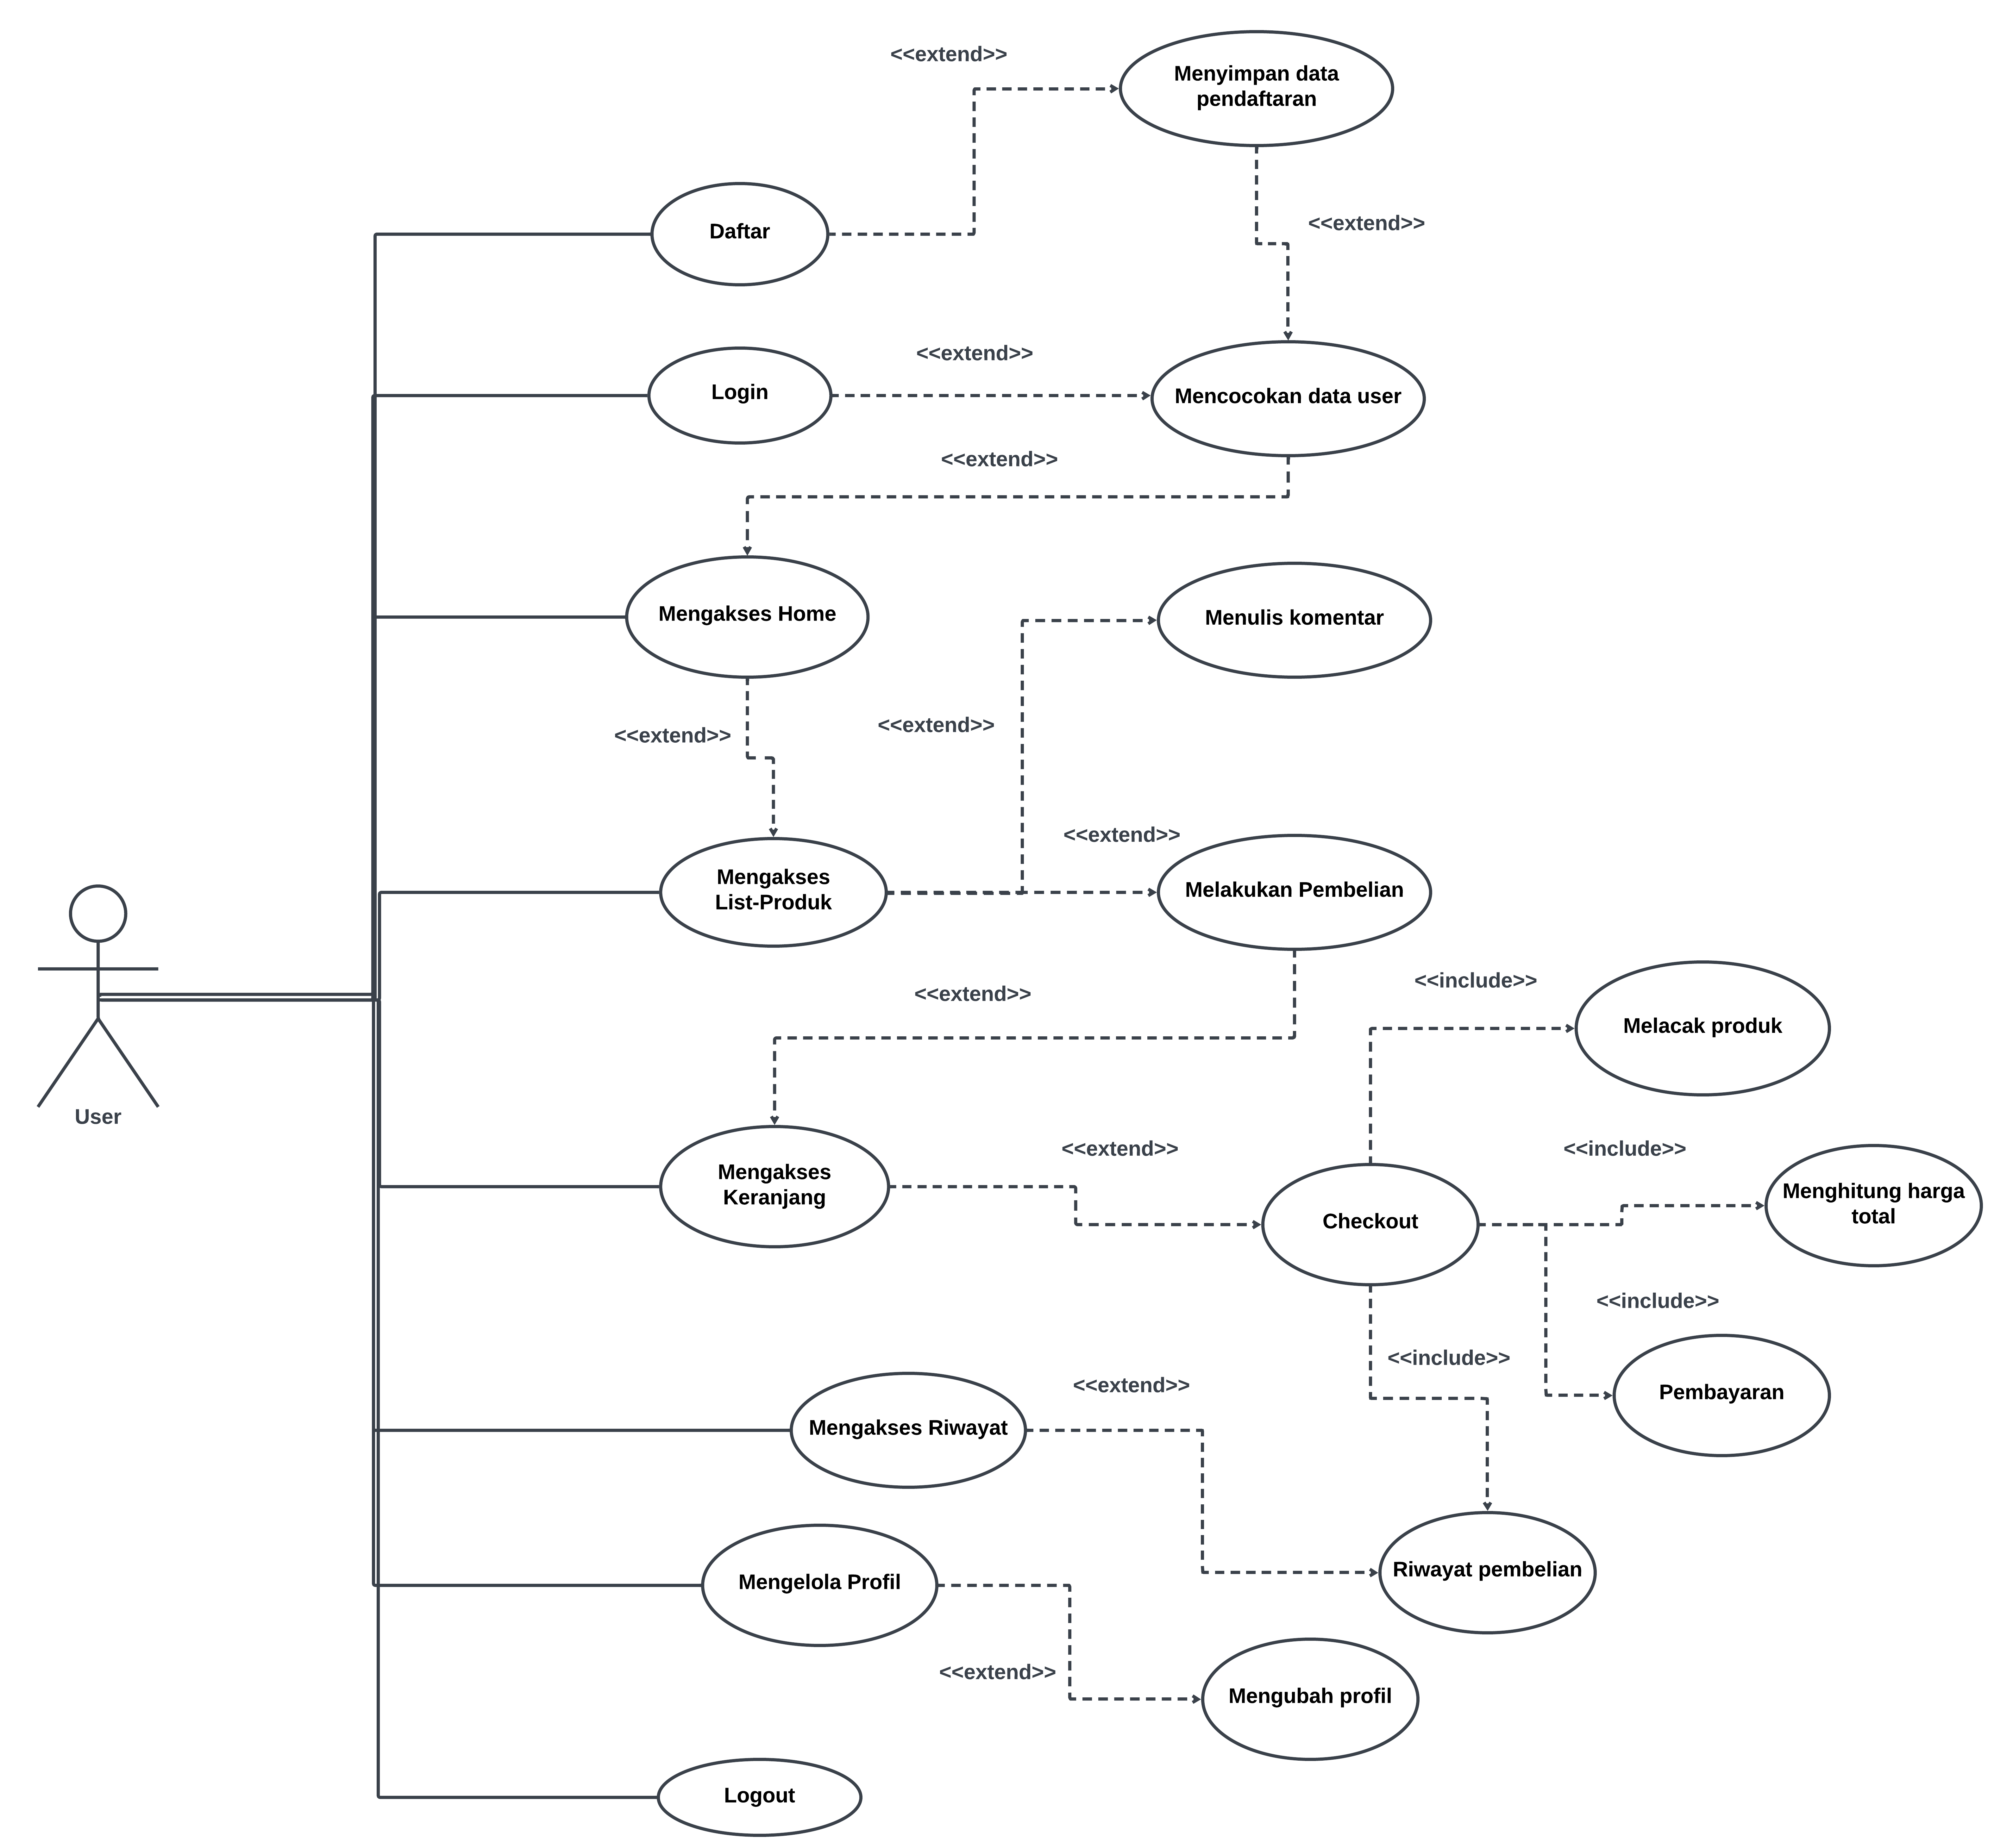 <<extend>>
Menyimpan data
pendaftaran
<<extend>>
Daftar
<<extend>>
Login
Mencocokan data user
<<extend>>
Mengakses Home
Menulis komentar
<<extend>>
<<extend>>
<<extend>>
Mengakses
List-Produk
Melakukan Pembelian
<<include>>
<<extend>>
Melacak produk
User
<<extend>>
<<include>>
Mengakses
Keranjang
Checkout
Menghitung harga
total
<<include>>
<<include>>
<<extend>>
Pembayaran
Mengakses Riwayat
Riwayat pembelian
Mengelola Profil
<<extend>>
Mengubah profil
Logout